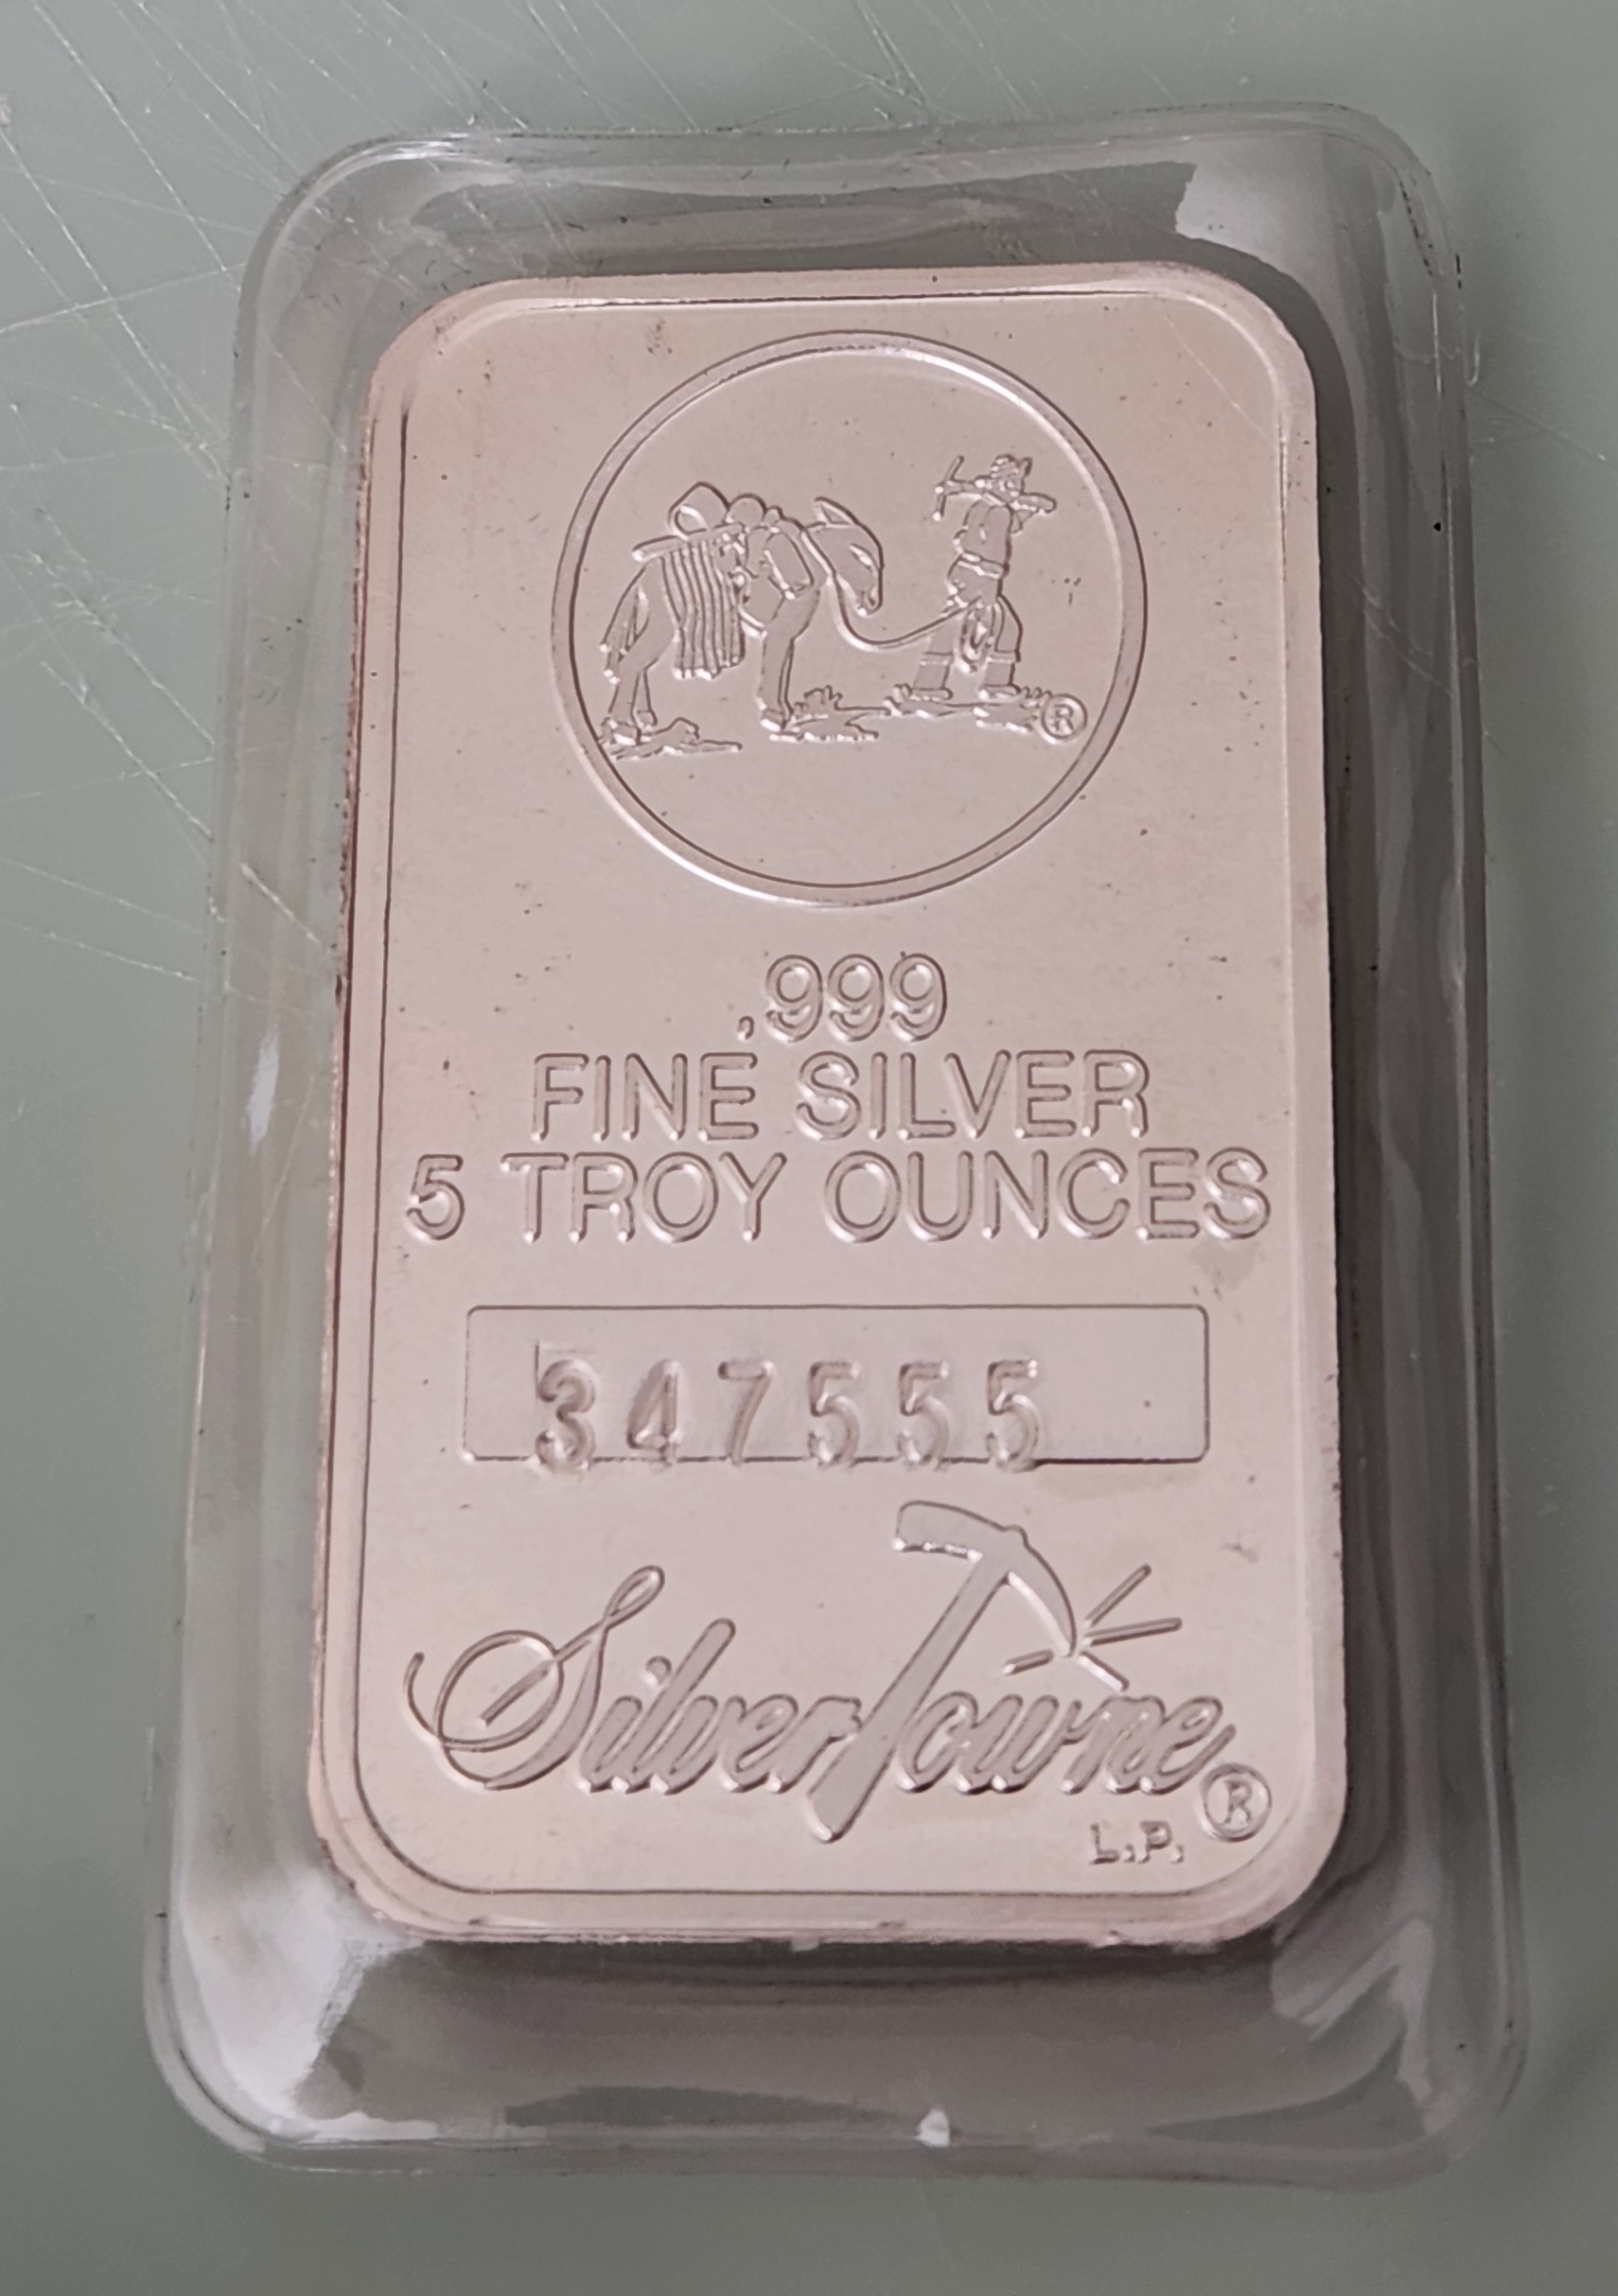 ®
.999
FINE SILVER
5 TROY OUNCES
347555
SilverTowne®
L.P.